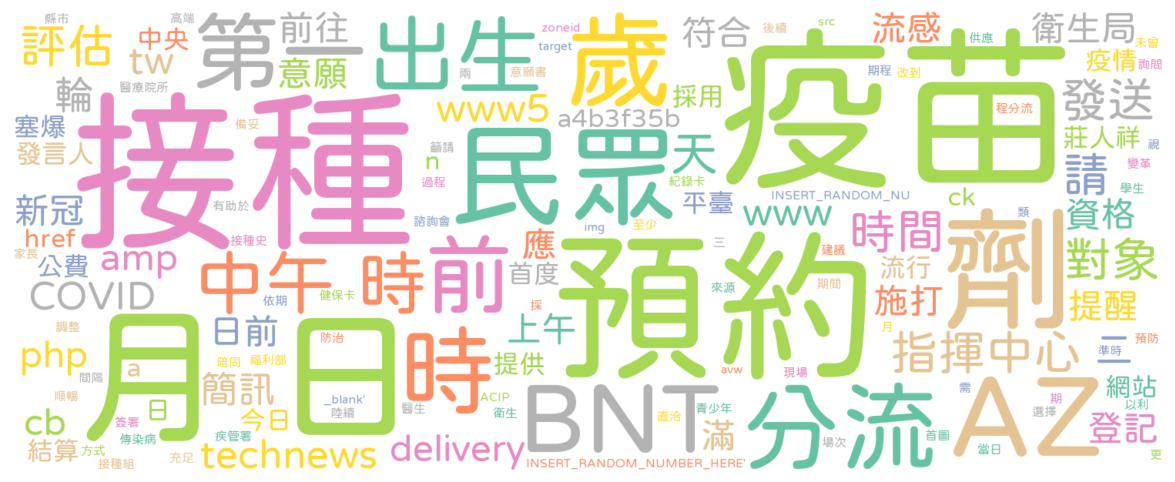 縣市
高端
zoneid
後續
src
評估
中央
第一
前往
出生
歲
符合
流感
供應
衛生局
未曾
tw
意願
target
兩
意願書
疫苗
期程
改到
疫情
詢問
輪
醫療院所
www5
採用
發送
程分流
塞爆
接種
備妥
a4b3f35b
民眾
天
莊人祥
發言人
n
籲請
過程
紀錄卡
請
視
變革
學生
新冠
有助於
諮詢會
img
至少
平臺
INSERT_RANDOM_NU
ck
類
資格
href
接種史
應
www
時間
劑
家長
公費
amp
中午
時
前
首度
預約
三
建議
流行
對象
COVID
依期
健保卡
來源
期間
施打
提醒
調整
月
日
日前
防治
時
上午
採
月
指揮中心
二
預防
準時
php
間隔
a
陪同
福利部
提供
avw
現場
順暢
簡訊
_blank'
陸續
醫生
ACIP
衛生
BNT
青少年
分流
需
期
選擇
AZ
網站
以利
cb
簽署
日
今日
直洽
滿
首圖
登記
結算
方式
傳染病
疾管署
technews
delivery
場次
當日
更
接種組
充足
INSERT_RANDOM_NUMBER_HERE'